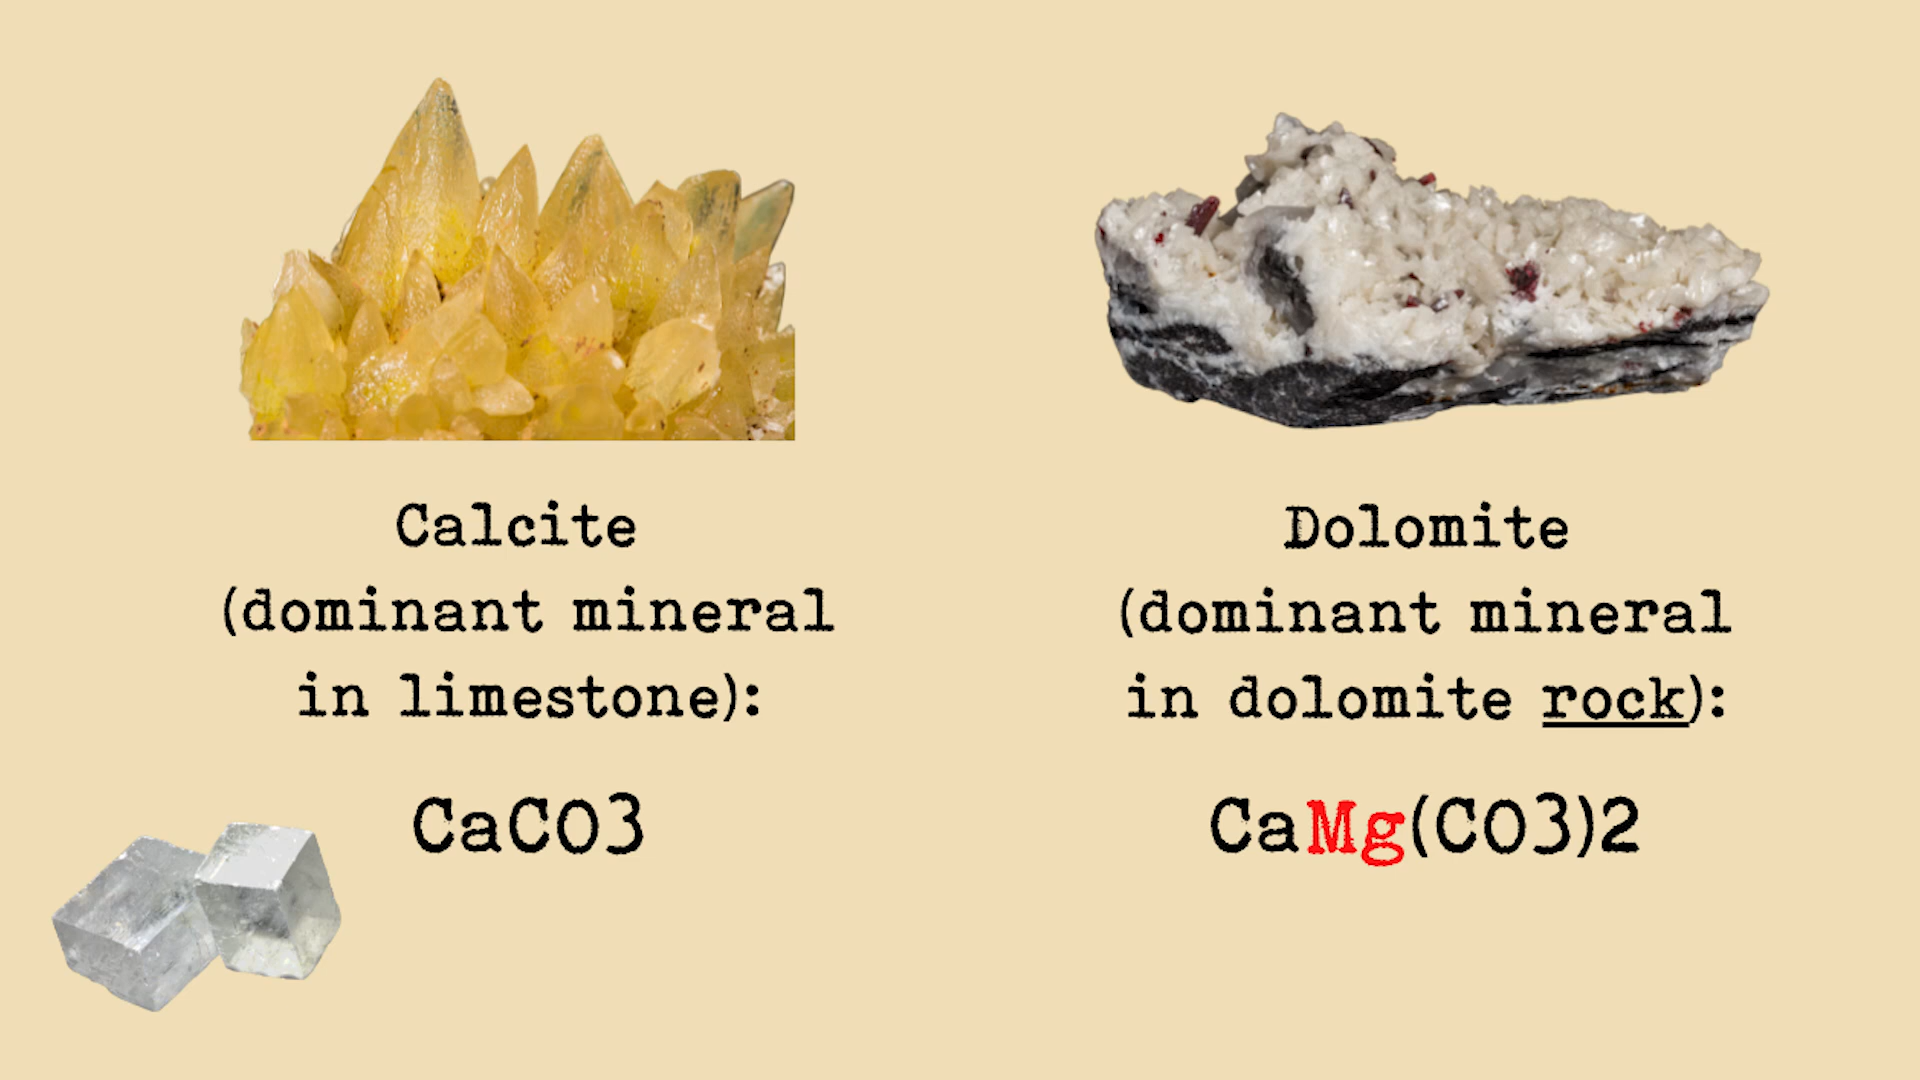 Calcite
(dominant mineral
in limestone):
CaCO3
Dolomite
(dominant mineral
in dolomite rock):
CaMg(CO3)2